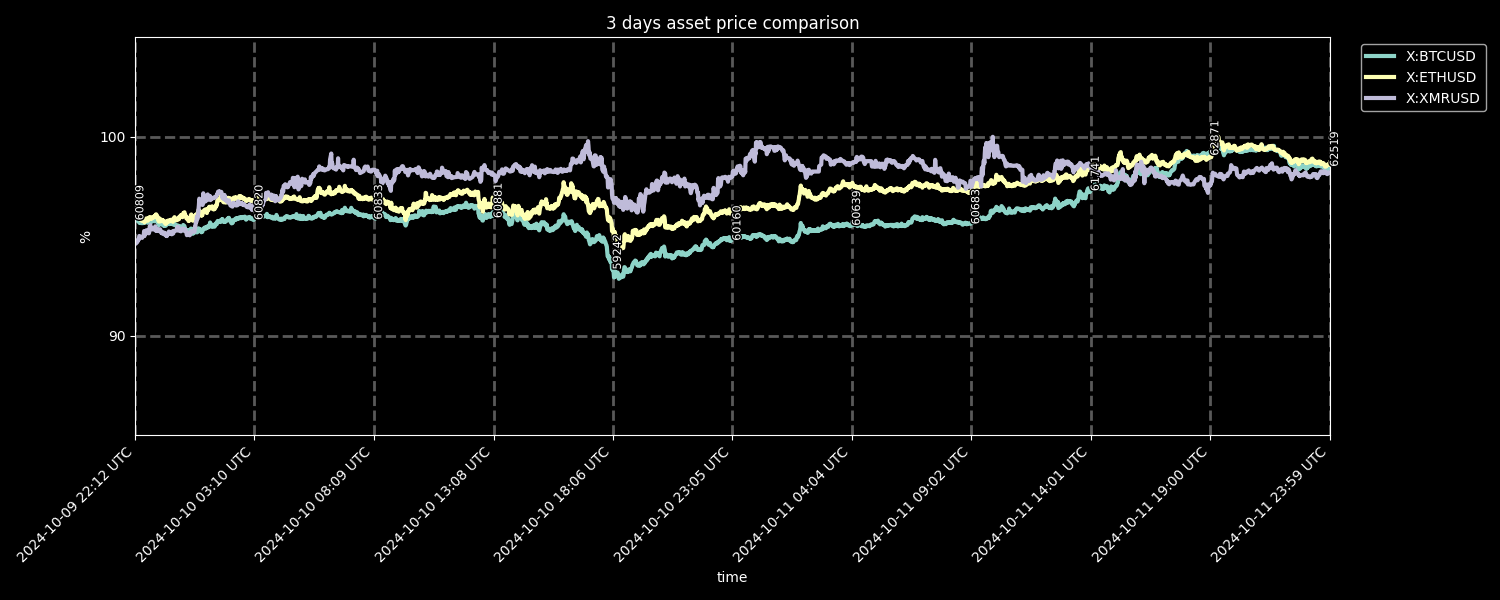 3 days asset price comparison
X:BTCUSD
X:ETHUSD
X:XMRUSD
100
90
%
60809
60820
60833
60881
59242
60160
60639
60683
61741
62871
62519
2024-10-09 22:12 UTC
2024-10-10 03:10 UTC
2024-10-10 08:09 UTC
2024-10-10 13:08 UTC
2024-10-10 18:06 UTC
2024-10-10 23:05 UTC
2024-10-11 04:04 UTC
2024-10-11 09:02 UTC
2024-10-11 14:01 UTC
2024-10-11 19:00 UTC
2024-10-11 23:59 UTC
time